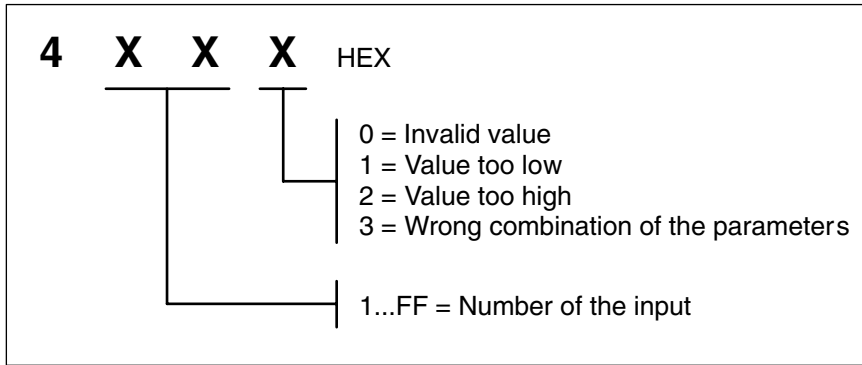 4 X X X HEX
0 = Invalid value
1 = Value too low
2 = Value too high
3 = Wrong combination of the parameters
1...FF = Number of the input